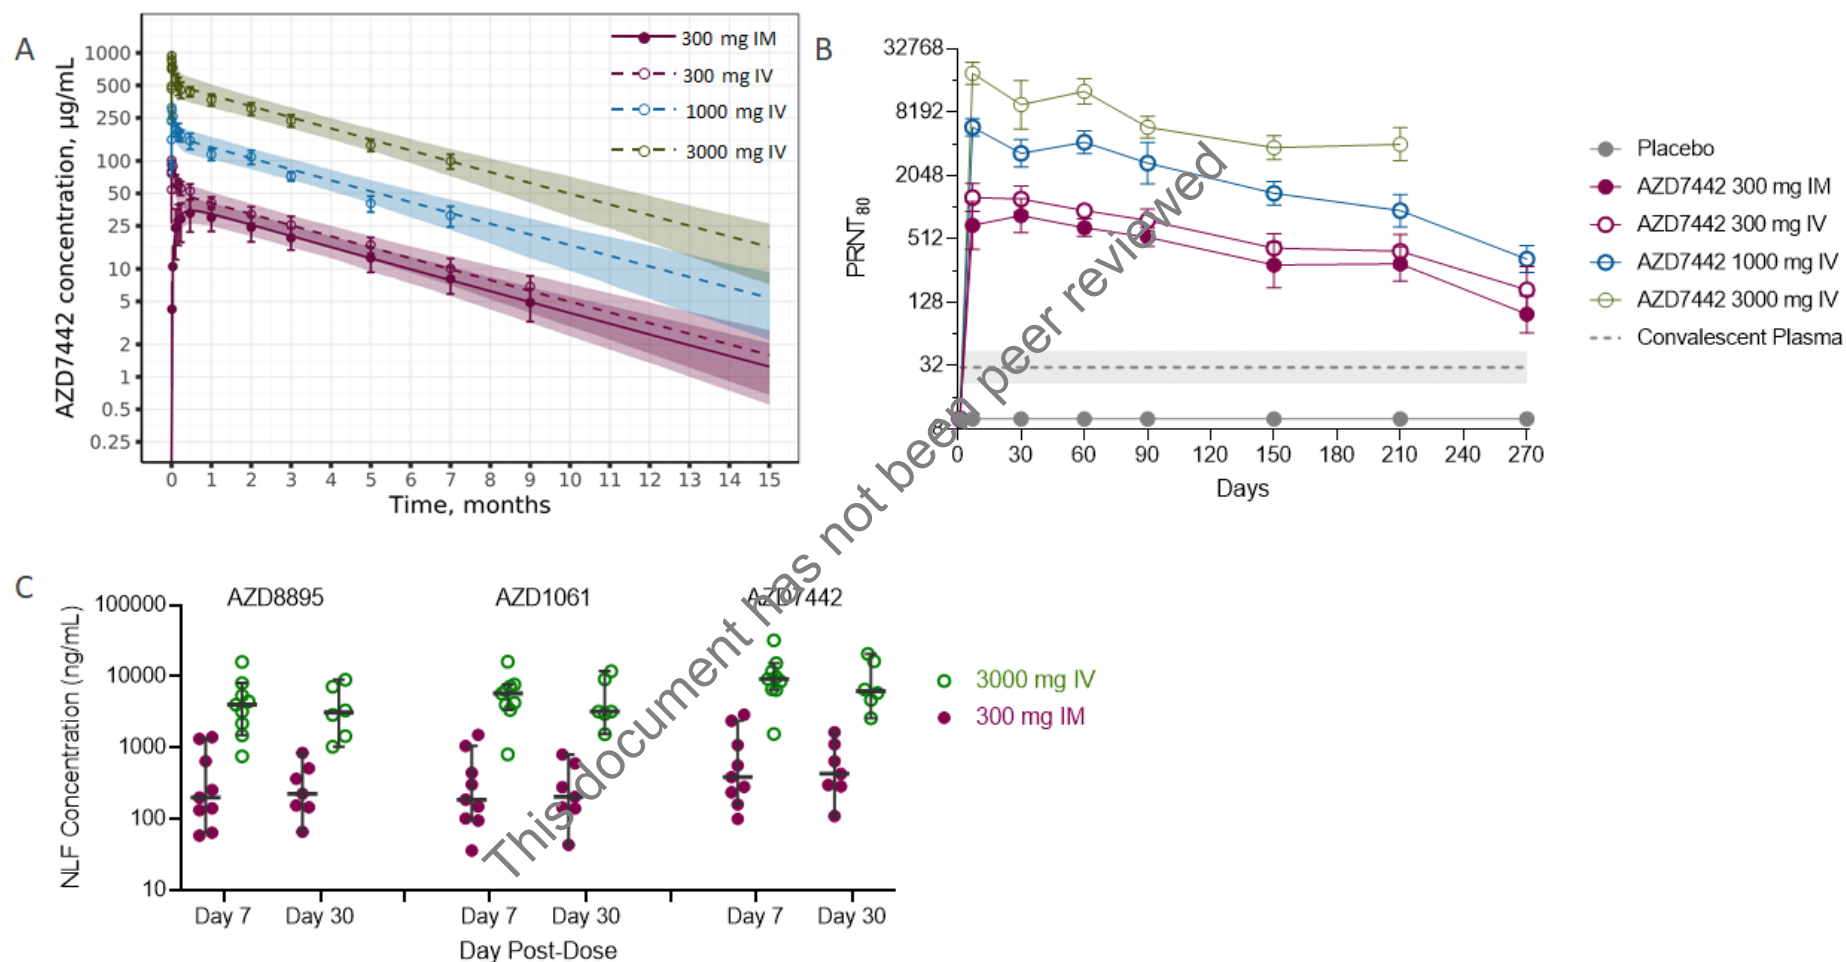 A
AZD7442 concentration, µg/mL
1000
500
250
100
50
25
10
5
2
1
0.5
0.25
0 1 2 3 4 5 6 7 8 9 10 11 12 13 14 15
Time, months
300 mg IM
300 mg IV
1000 mg IV
3000 mg IV
B
PRNT80
32768
8192
2048
512
128
32
8
0 30 60 90 120 150 180 210 240 270
Days
Placebo
AZD7442 300 mg IM
AZD7442 300 mg IV
AZD7442 1000 mg IV
AZD7442 3000 mg IV
Convalescent Plasma
C
NLF Concentration (ng/mL)
AZD8895 AZD1061 AZD7442
100000
10000
1000
100
10
Day 7 Day 30 Day 7 Day 30 Day 7 Day 30
Day Post-Dose
3000 mg IV
300 mg IM
This document has not been peer reviewed